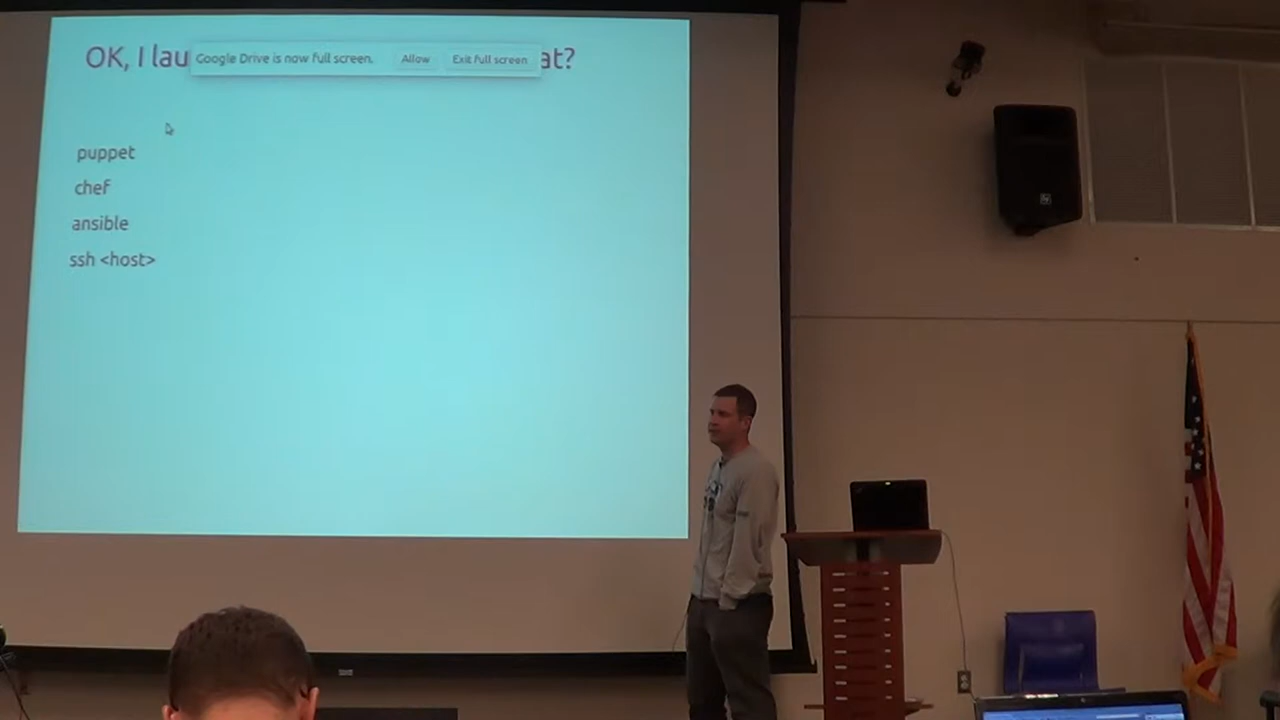 OK, I lau at?
Google Drive is now full screen. Allow Exit full screen
puppet
chef
ansible
ssh <host>